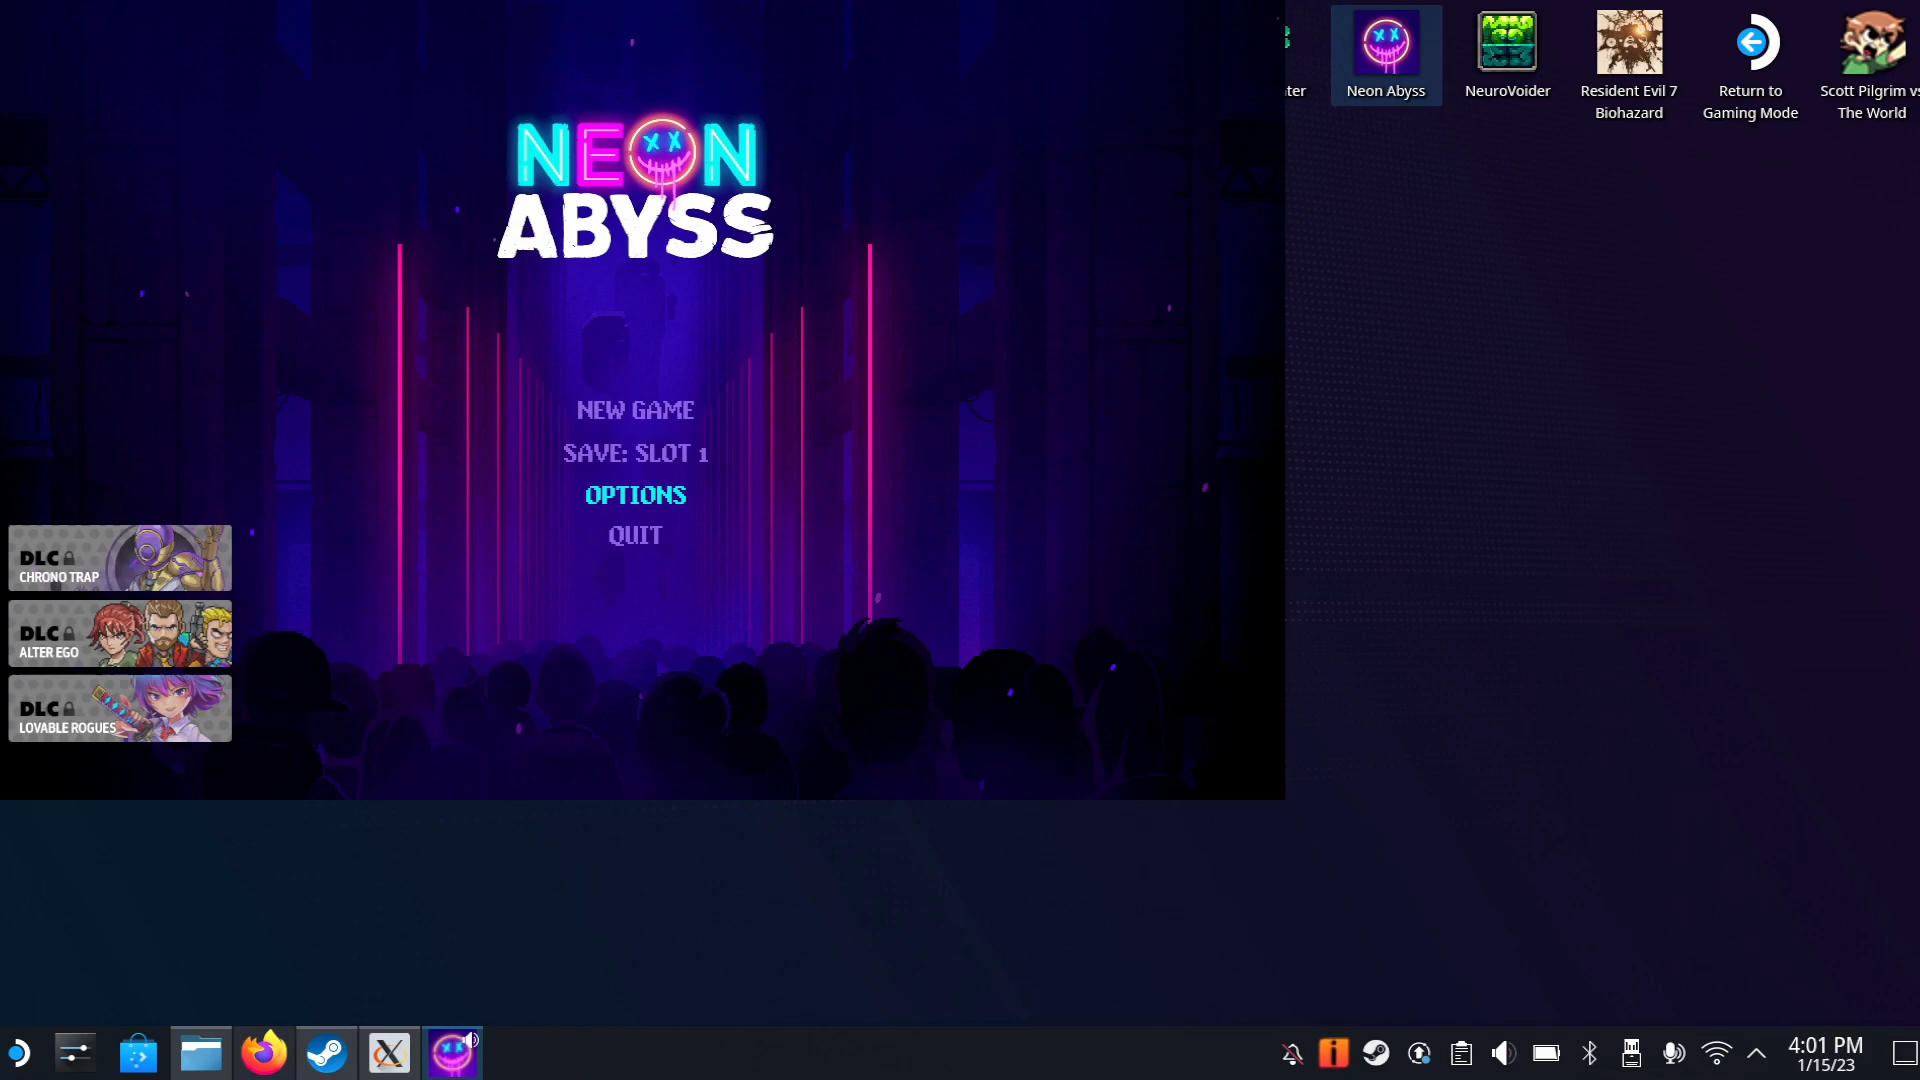 NEON
ABYSS
NEW GAME
SAVE: SLOT 1
OPTIONS
QUIT
DLC
CHRONO TRAP
DLC
ALTER EGO
DLC
LOVABLE ROGUES
Neon Abyss
NeuroVoider
Resident Evil 7
Biohazard
Return to
Gaming Mode
Scott Pilgrim vs
The World
4:01 PM
1/15/23